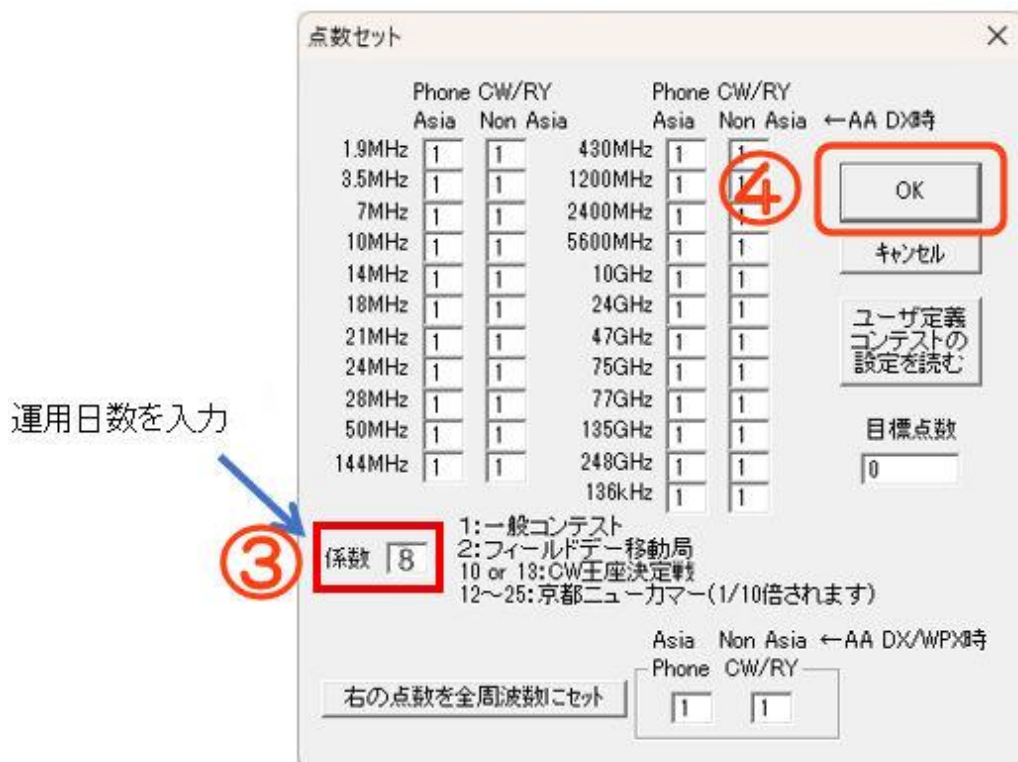 点数セット
Phone CW/RY Phone CW/RY
Asia Non Asia Asia Non Asia ←AA DX時
1.9MHz 1 1 430MHz 1 1
3.5MHz 1 1 1200MHz 1 1 ④ OK
7MHz 1 1 2400MHz 1 1
10MHz 1 1 5600MHz 1 1 キャンセル
14MHz 1 1 10GHz 1 1
18MHz 1 1 24GHz 1 1 ユーザ定義
21MHz 1 1 47GHz 1 1 コンテストの
24MHz 1 1 75GHz 1 1 設定を読む
28MHz 1 1 77GHz 1 1
運用日数を入力
50MHz 1 1 135GHz 1 1 目標点数
144MHz 1 1 248GHz 1 1 0
136kHz 1 1
③ 係数 8
1:一般コンテスト
2:フィールドデー移動局
10 or 13:CW王座決定戦
12～25:京都ニューカマー(1/10倍されます)
Asia Non Asia ←AA DX/WPX時
Phone CW/RY
右の点数を全周波数にセット 1 1